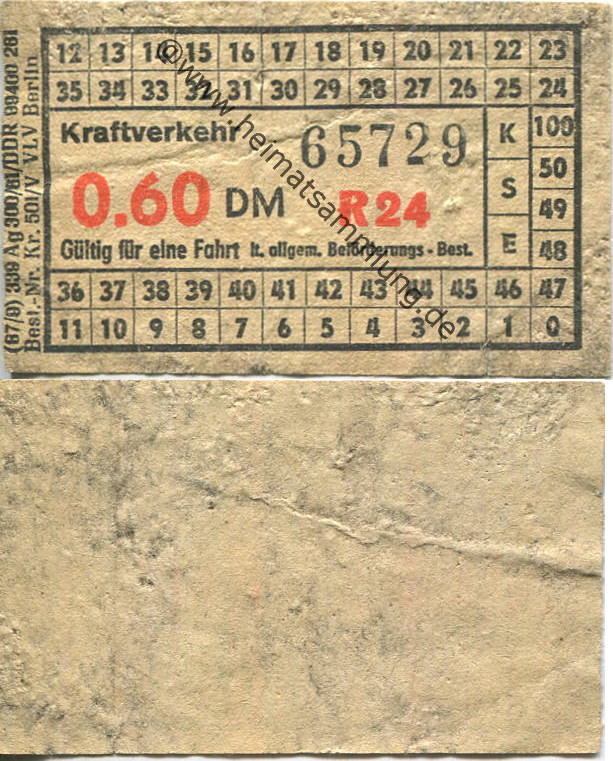 12 13 14 15 16 17 18 19 20 21 22 23
35 34 33 32 31 30 29 28 27 26 25 24
Kraftverkehr 65729 K 100
50
0.60 DM R24 S 49
Gültig für eine Fahrt lt. allgem. Beförderungs-Best. E 48
36 37 38 39 40 41 42 43 44 45 46 47
11 10 9 8 7 6 5 4 3 2 1 0
(67/9) 339 Ag 300/61/DDR 99400 261
Best.-Nr. Kr. 501/V VLV Berlin
©www.heimatsammlung.de